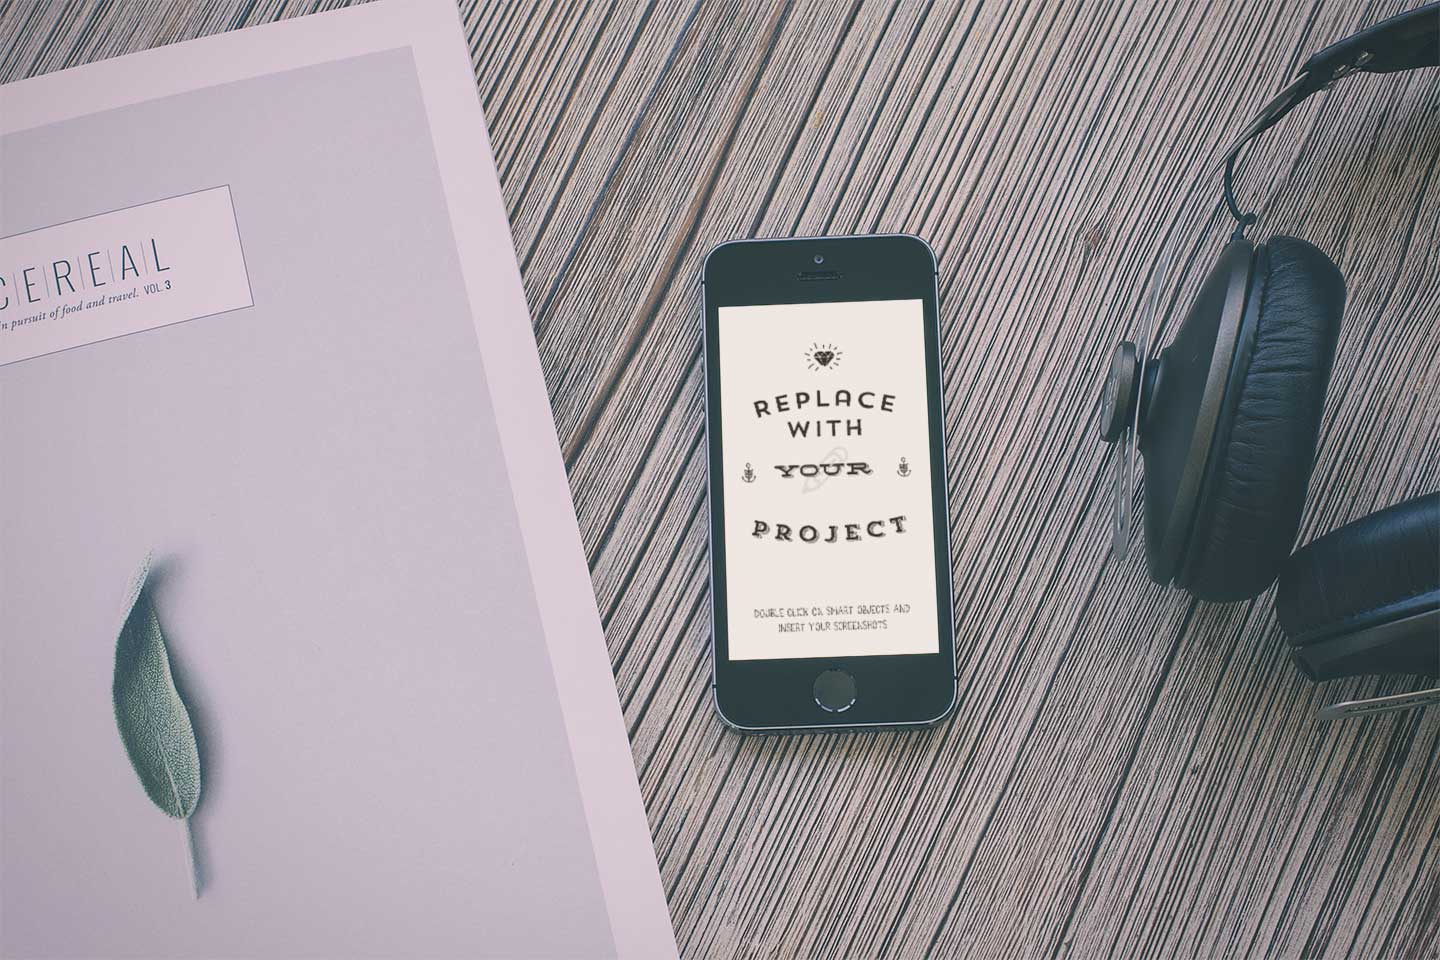 CEREAL
in pursuit of food and travel. VOL.3
REPLACE
WITH
YOUR
PROJECT
DOUBLE CLICK ON SMART OBJECTS AND
INSERT YOUR SCREENSHOTS